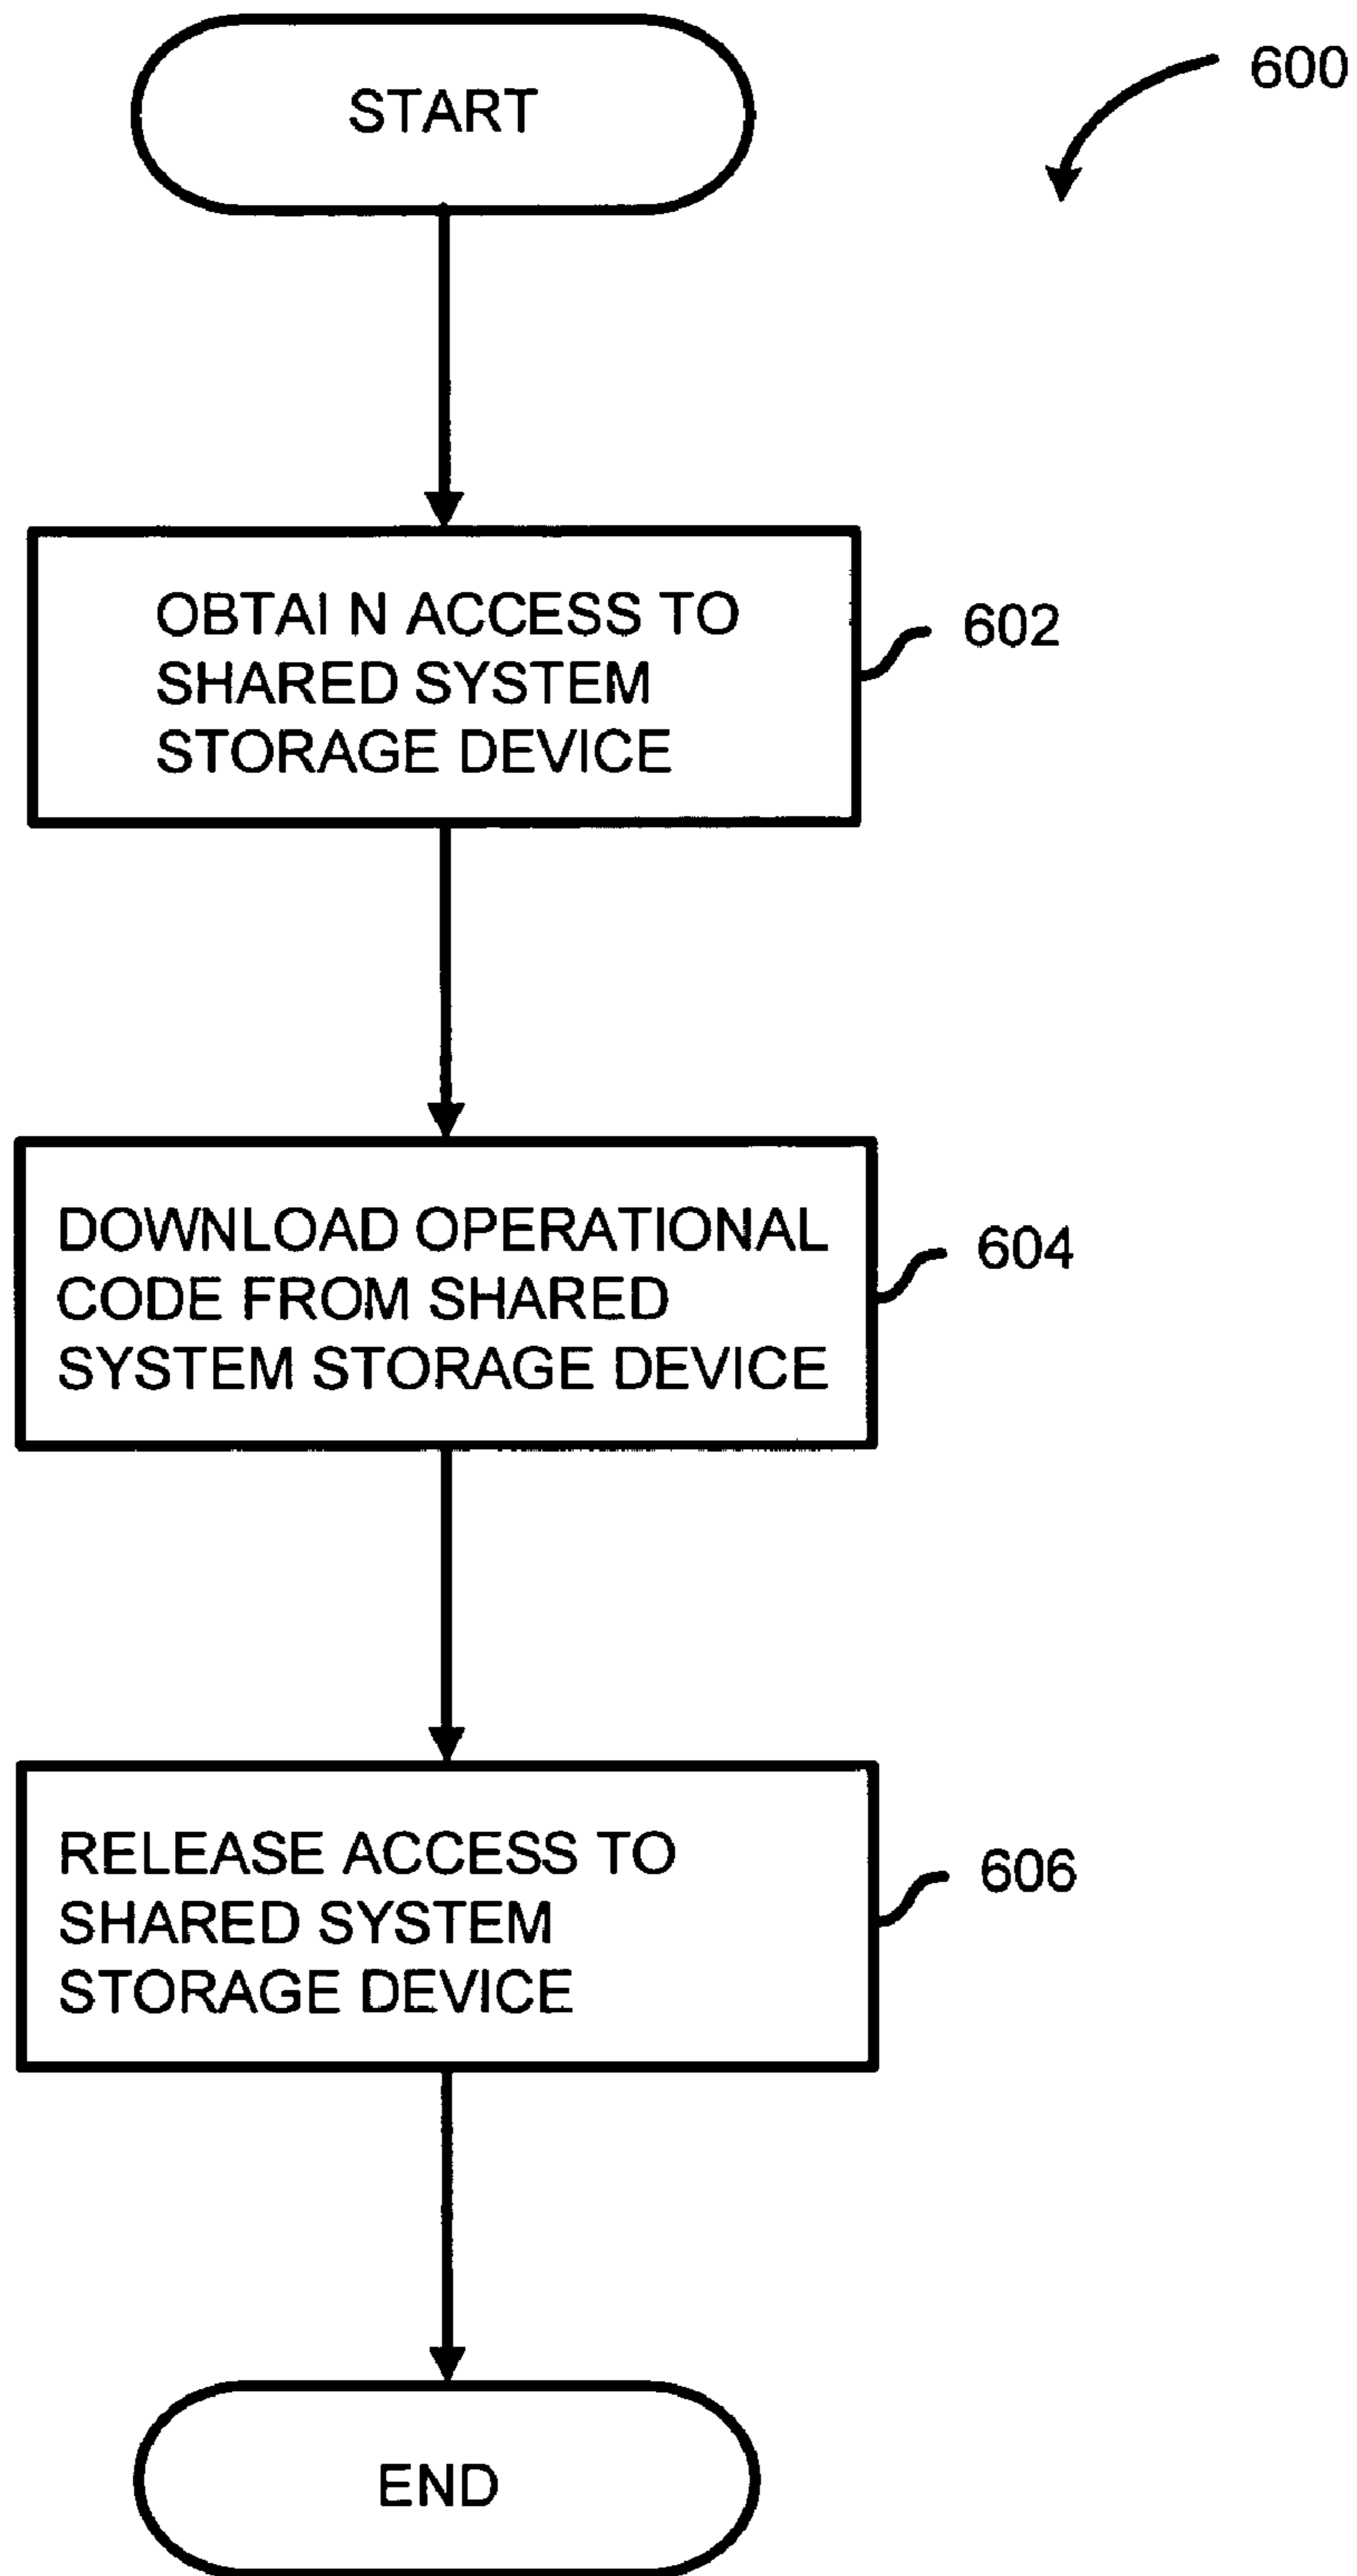 START
600
OBTAI N ACCESS TO
SHARED SYSTEM
STORAGE DEVICE
602
DOWNLOAD OPERATIONAL
CODE FROM SHARED
SYSTEM STORAGE DEVICE
604
RELEASE ACCESS TO
SHARED SYSTEM
STORAGE DEVICE
606
END